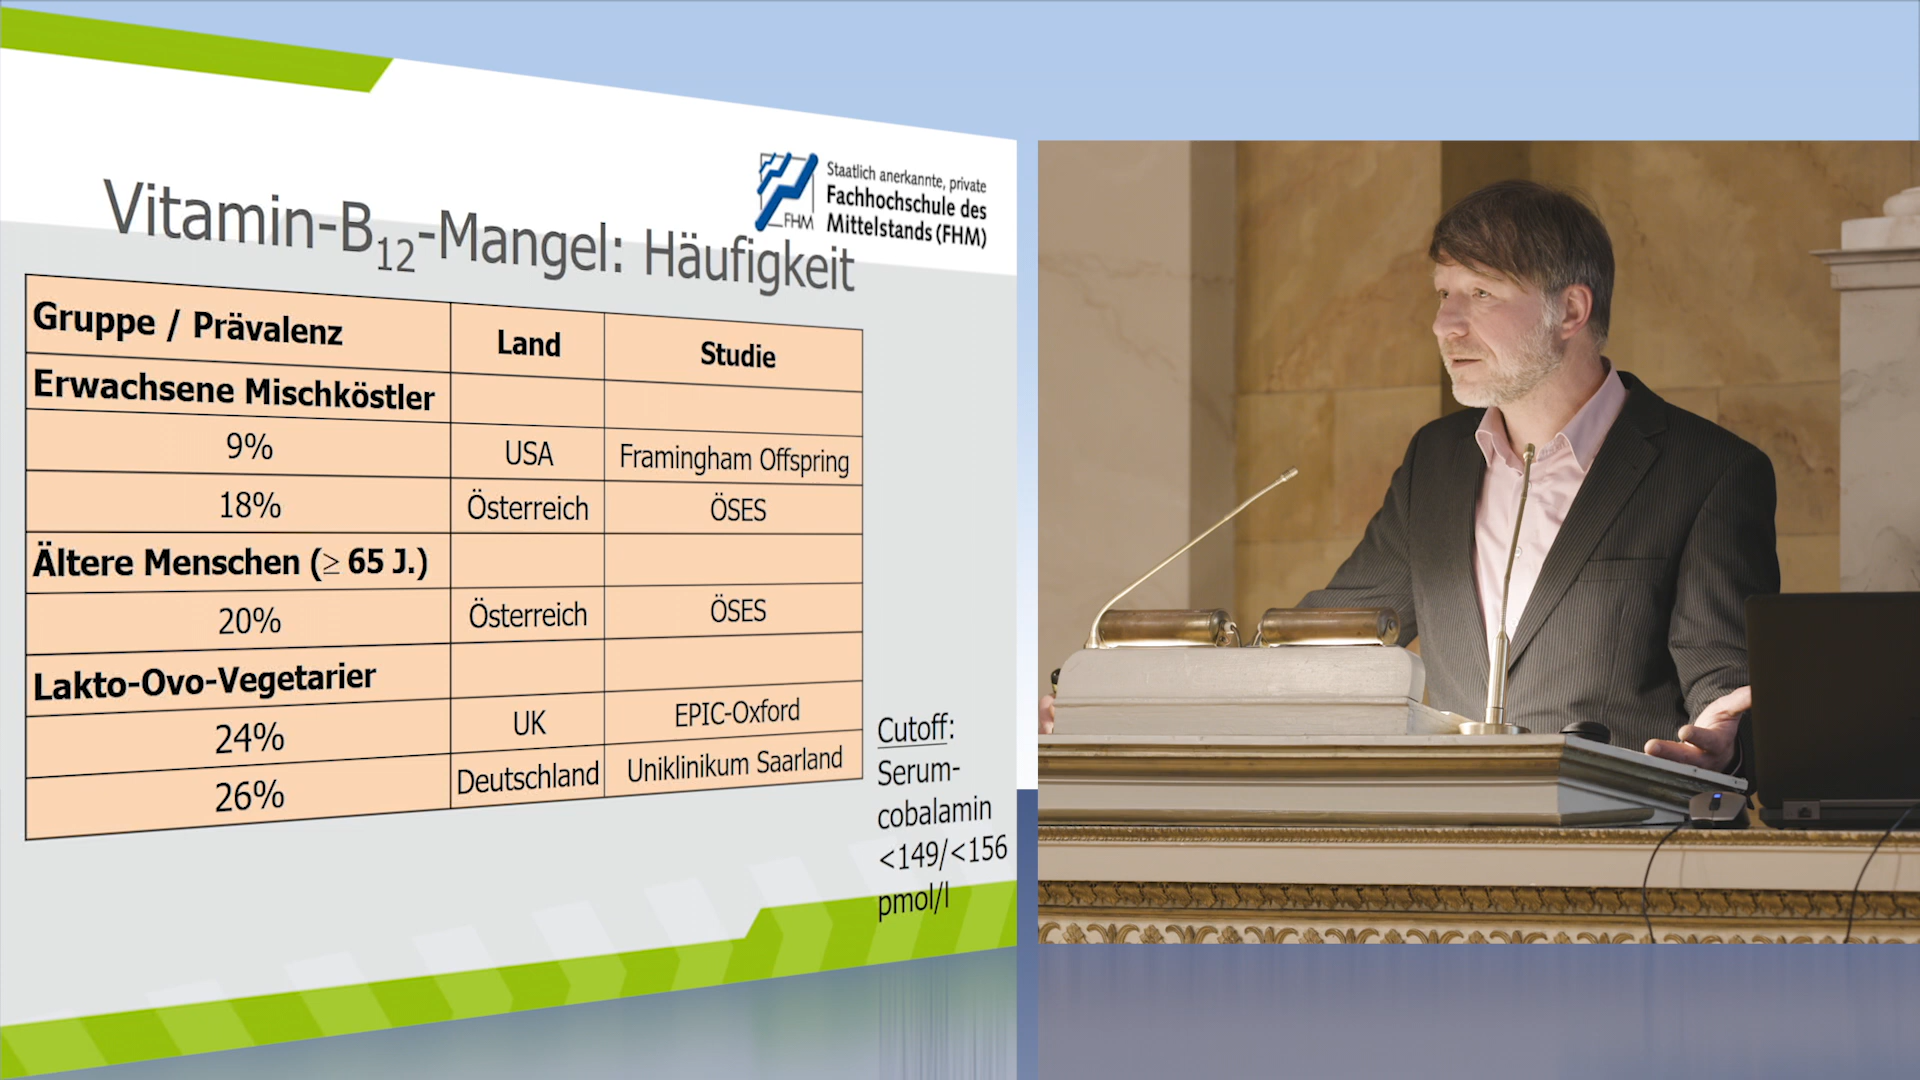 Staatlich anerkannte, private
Fachhochschule des
Mittelstands (FHM)
FHM
Vitamin-B12-Mangel: Häufigkeit
Gruppe / Prävalenz Land Studie
Erwachsene Mischköstler
9% USA Framingham Offspring
18% Österreich ÖSES
Ältere Menschen (≥ 65 J.)
20% Österreich ÖSES
Lakto-Ovo-Vegetarier
24% UK EPIC-Oxford
26% Deutschland Uniklinikum Saarland
Cutoff:
Serum-
cobalamin
<149/<156
pmol/l